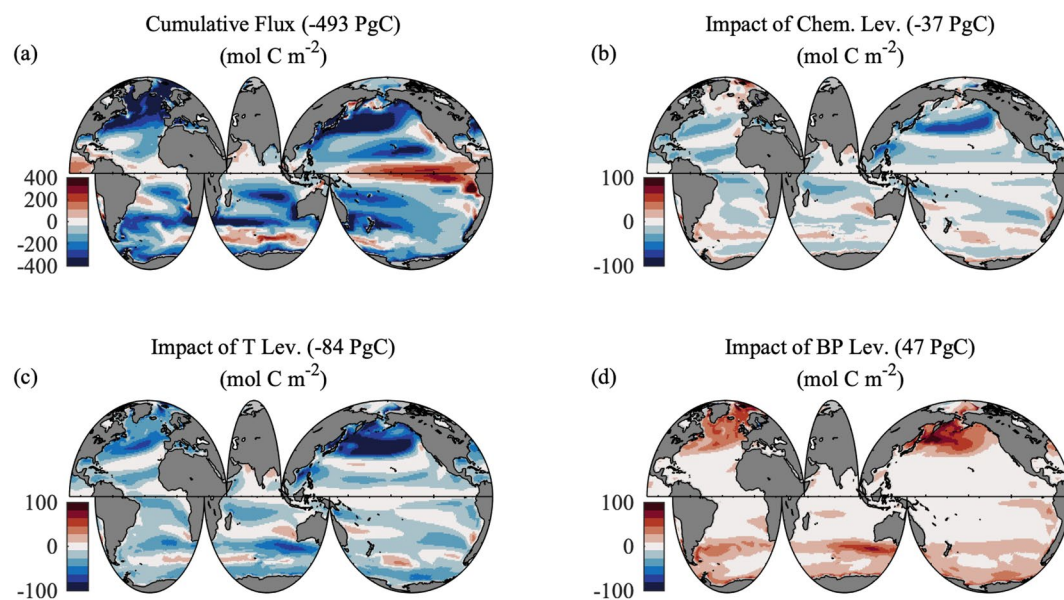 Cumulative Flux (-493 PgC)
(mol C m⁻²)
(a)
400
200
0
-200
-400
Impact of Chem. Lev. (-37 PgC)
(mol C m⁻²)
(b)
100
0
-100
Impact of T Lev. (-84 PgC)
(mol C m⁻²)
(c)
100
0
-100
Impact of BP Lev. (47 PgC)
(mol C m⁻²)
(d)
100
0
-100